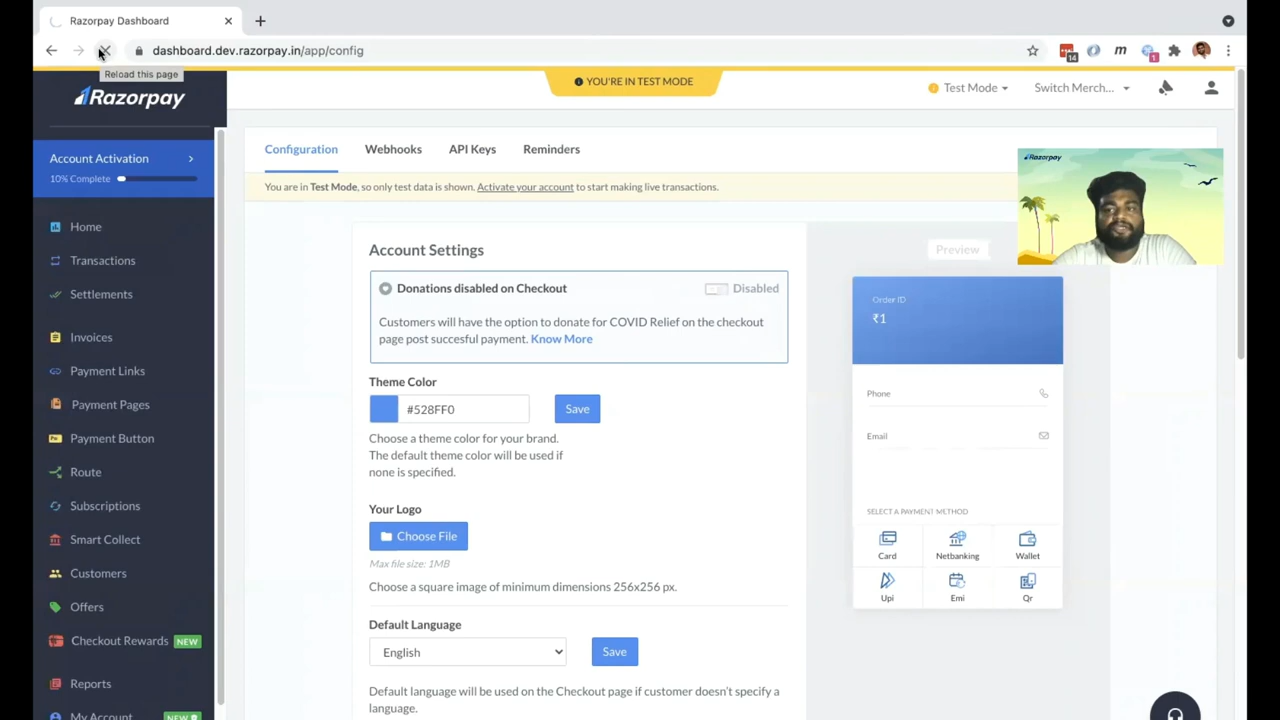 Razorpay Dashboard
dashboard.dev.razorpay.in/app/config
14
m
1
Reload this page
Razorpay
YOU'RE IN TEST MODE
Test Mode
Switch Merch...
Account Activation
10% Complete
Home
Transactions
Settlements
Invoices
Payment Links
Payment Pages
Payment Button
Route
Subscriptions
Smart Collect
Customers
Offers
Checkout Rewards NEW
Reports
My Account NEW
Configuration Webhooks API Keys Reminders
You are in Test Mode, so only test data is shown. Activate your account to start making live transactions.
Razorpay
Account Settings
Donations disabled on Checkout Disabled
Customers will have the option to donate for COVID Relief on the checkout
page post succesful payment. Know More
Theme Color
#528FF0 Save
Choose a theme color for your brand.
The default theme color will be used if
none is specified.
Your Logo
Choose File
Max file size: 1MB
Choose a square image of minimum dimensions 256x256 px.
Default Language
English Save
Default language will be used on the Checkout page if customer doesn't specify a
language.
Preview
Order ID
₹1
Phone
Email
SELECT A PAYMENT METHOD
Card Netbanking Wallet
Upi Emi Qr